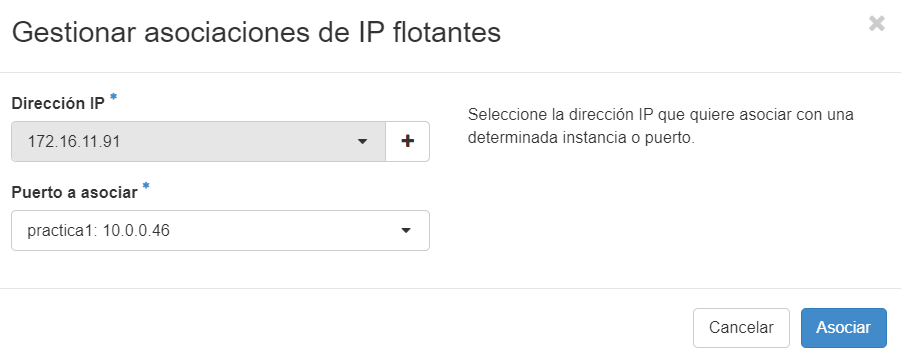 Gestionar asociaciones de IP flotantes
×
Dirección IP *
172.16.11.91
Seleccione la dirección IP que quiere asociar con una
determinada instancia o puerto.
Puerto a asociar *
practica1: 10.0.0.46
Cancelar
Asociar